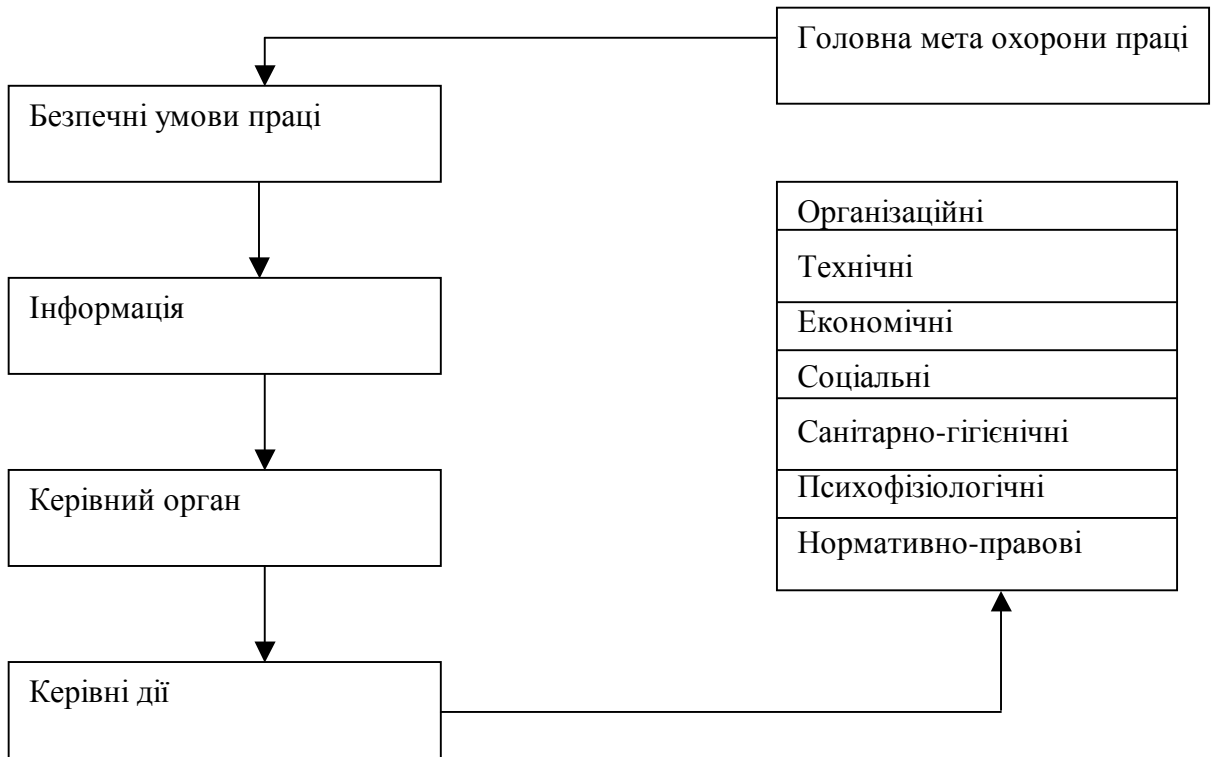 Головна мета охорони праці
Безпечні умови праці
Інформація
Керівний орган
Керівні дії
Організаційні
Технічні
Економічні
Соціальні
Санітарно-гігієнічні
Психофізіологічні
Нормативно-правові